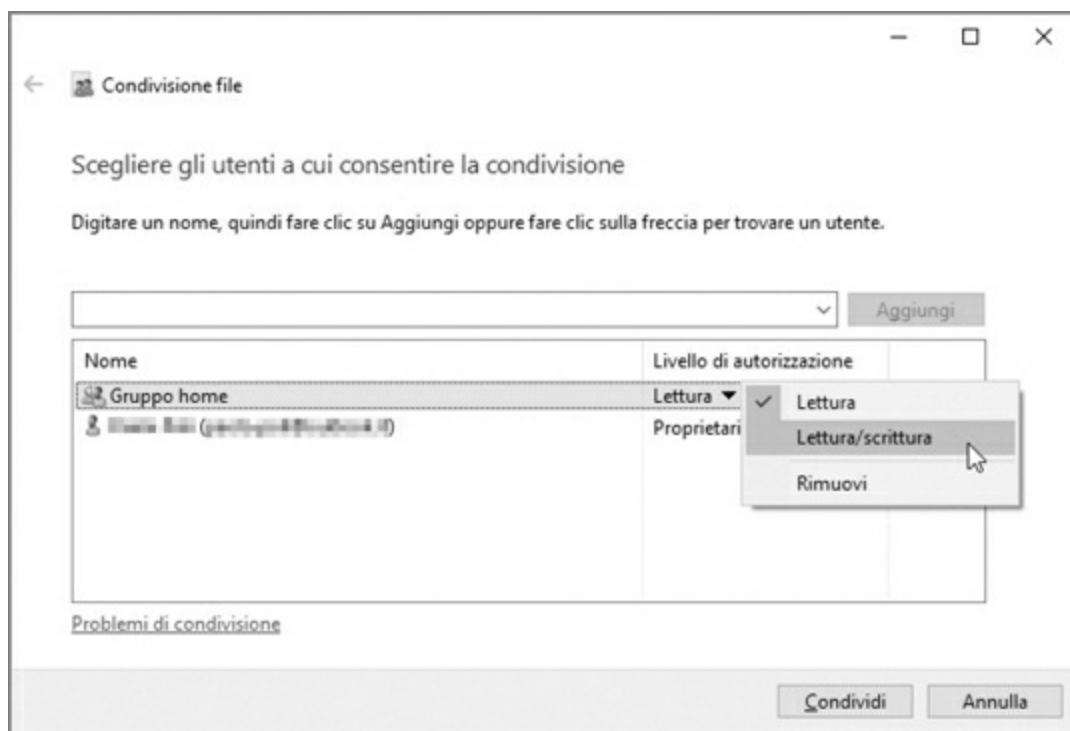 Condivisione file
Scegliere gli utenti a cui consentire la condivisione
Digitare un nome, quindi fare clic su Aggiungi oppure fare clic sulla freccia per trovare un utente.
Aggiungi
Nome Livello di autorizzazione
Gruppo home Lettura
Lettura
Proprietari
Lettura/scrittura
Rimuovi
Problemi di condivisione
Condividi Annulla